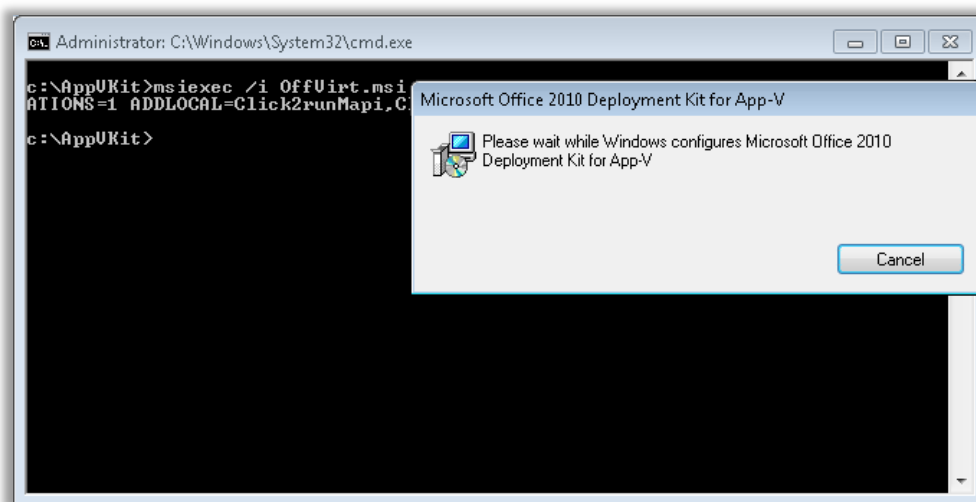 Administrator: C:\Windows\System32\cmd.exe
c:\AppVKit>msiexec /i OffVirt.msi
ATIONS=1 ADDLOCAL=Click2runMapi,
c:\AppVKit>
Microsoft Office 2010 Deployment Kit for App-V
Please wait while Windows configures Microsoft Office 2010
Deployment Kit for App-V
Cancel